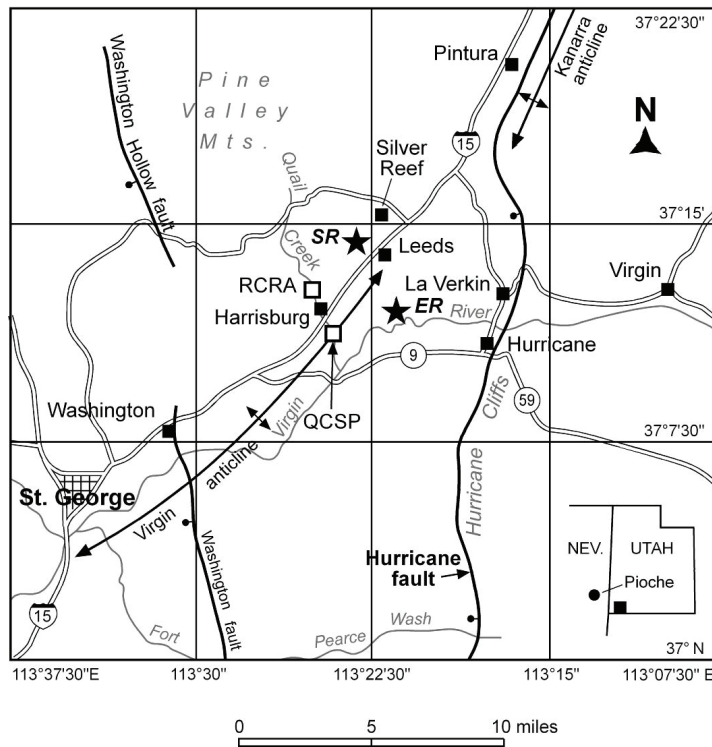 37°22'30"
Pintura
Kanarra
anticline
Washington
Hollow fault
Pine
Valley
Mts.
N
15
Silver
Reef
Quail
Creek
37°15'
SR
Leeds
Virgin
RCRA
La Verkin
Harrisburg
ER
River
Hurricane
9
Cliffs
59
QCSP
Washington
Virgin
37°07'30"
anticline
St. George
Virgin
Hurricane
NEV.
UTAH
Pioche
Hurricane
fault
Washington fault
15
Fort
Pearce
Wash
37° N
113°37'30"E
113°30'
113°22'30"
113°15'
113°07'30"E
0
5
10 miles